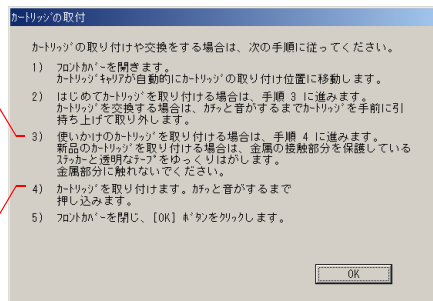 ｶｰﾄﾘｯｼﾞの取付
ｶｰﾄﾘｯｼﾞの取り付けや交換をする場合は、次の手順に従ってください。
1) ﾌﾛﾝﾄｶﾊﾞｰを開きます。
ｶｰﾄﾘｯｼﾞｷｬﾘｱが自動的にｶｰﾄﾘｯｼﾞの取り付け位置に移動します。
2) はじめてｶｰﾄﾘｯｼﾞを取り付ける場合は、手順 3 に進みます。
ｶｰﾄﾘｯｼﾞを交換する場合は、ｶﾁｯと音がするまでｶｰﾄﾘｯｼﾞを手前に引
持ち上げて取り外します。
3) 使いかけのｶｰﾄﾘｯｼﾞを取り付ける場合は、手順 4 に進みます。
新品のｶｰﾄﾘｯｼﾞを取り付ける場合は、金属の接触部分を保護している
ｽﾃｯｶｰと透明なﾃｰﾌﾟをゆっくりはがします。
金属部分に触れないでください。
4) ｶｰﾄﾘｯｼﾞを取り付けます。ｶﾁｯと音がするまで
押し込みます。
5) ﾌﾛﾝﾄｶﾊﾞｰを閉じ、[OK] ﾎﾞﾀﾝをｸﾘｯｸします。
OK